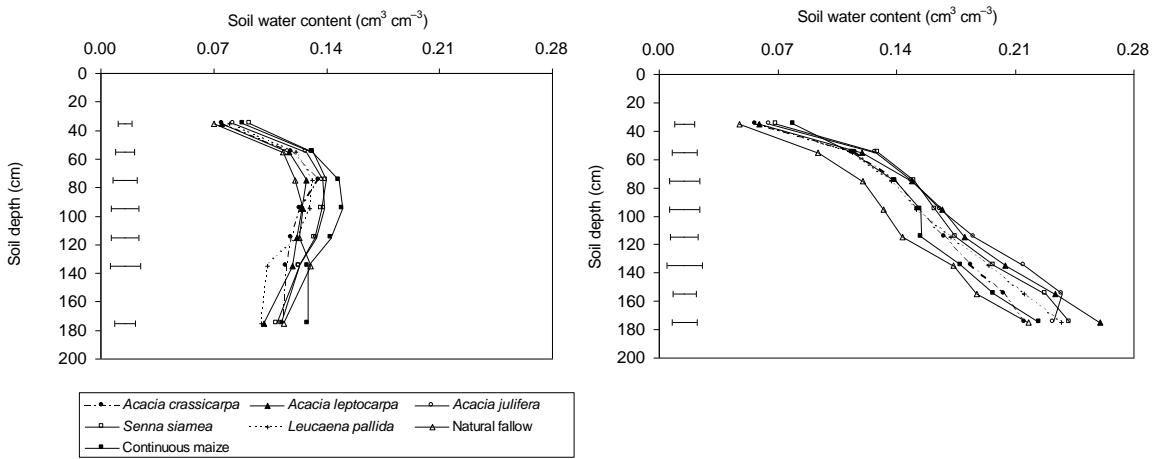 Soil water content (cm³ cm⁻³)
0.00 0.07 0.14 0.21 0.28
0
20
40
60
80
100
120
140
160
180
200
Soil depth (cm)
Soil water content (cm³ cm⁻³)
0.00 0.07 0.14 0.21 0.28
0
20
40
60
80
100
120
140
160
180
200
Soil depth (cm)
Acacia crassicarpa Acacia leptocarpa Acacia julifera
Senna siamea Leucaena pallida Natural fallow
Continuous maize